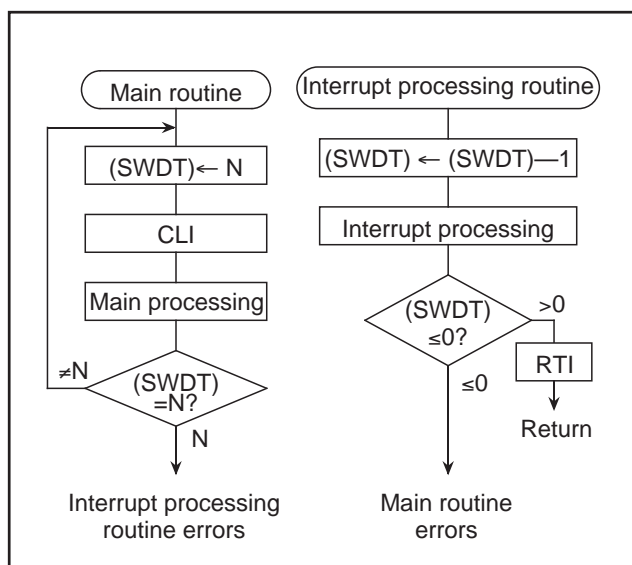 Main routine
(SWDT)← N
CLI
Main processing
≠N
(SWDT)
=N?
N
Interrupt processing
routine errors
Interrupt processing routine
(SWDT) ← (SWDT)—1
Interrupt processing
>0
(SWDT)
≤0?
RTI
≤0
Return
Main routine
errors